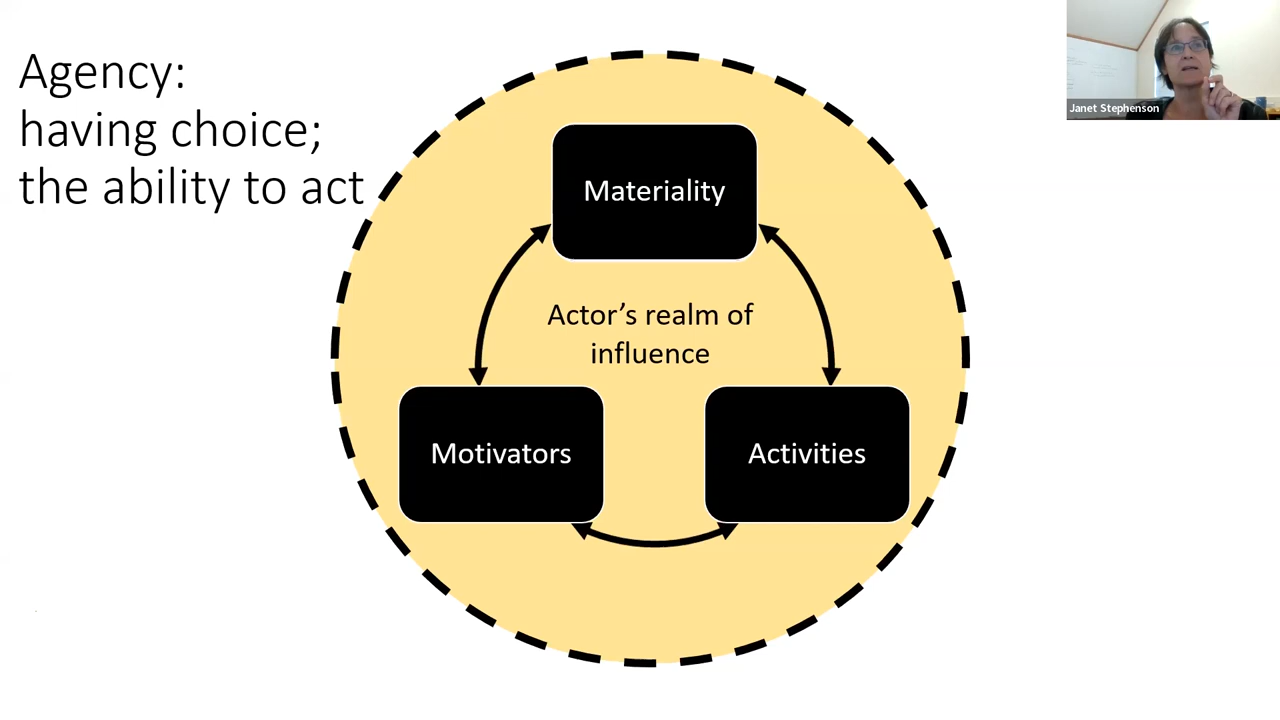 Agency:
having choice;
the ability to act
Materiality
Actor’s realm of
influence
Motivators
Activities
Janet Stephenson